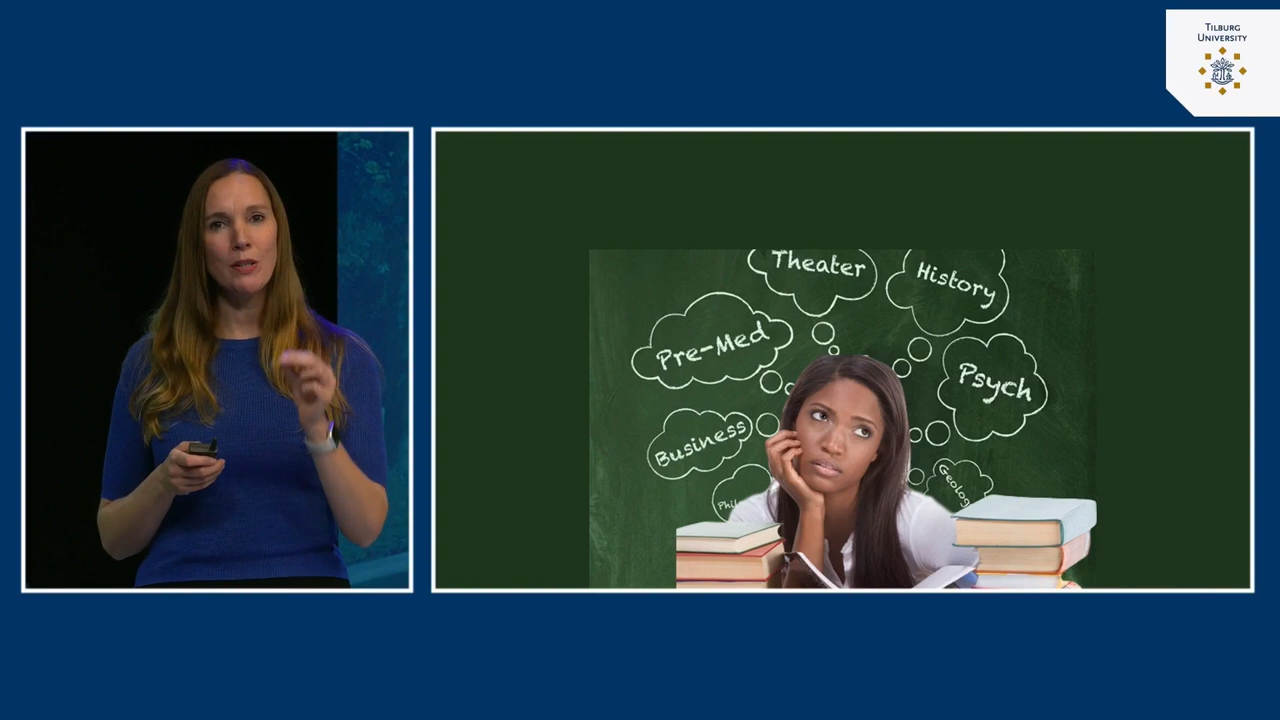 TILBURG
UNIVERSITY
Theater
History
Pre-Med
Psych
Business